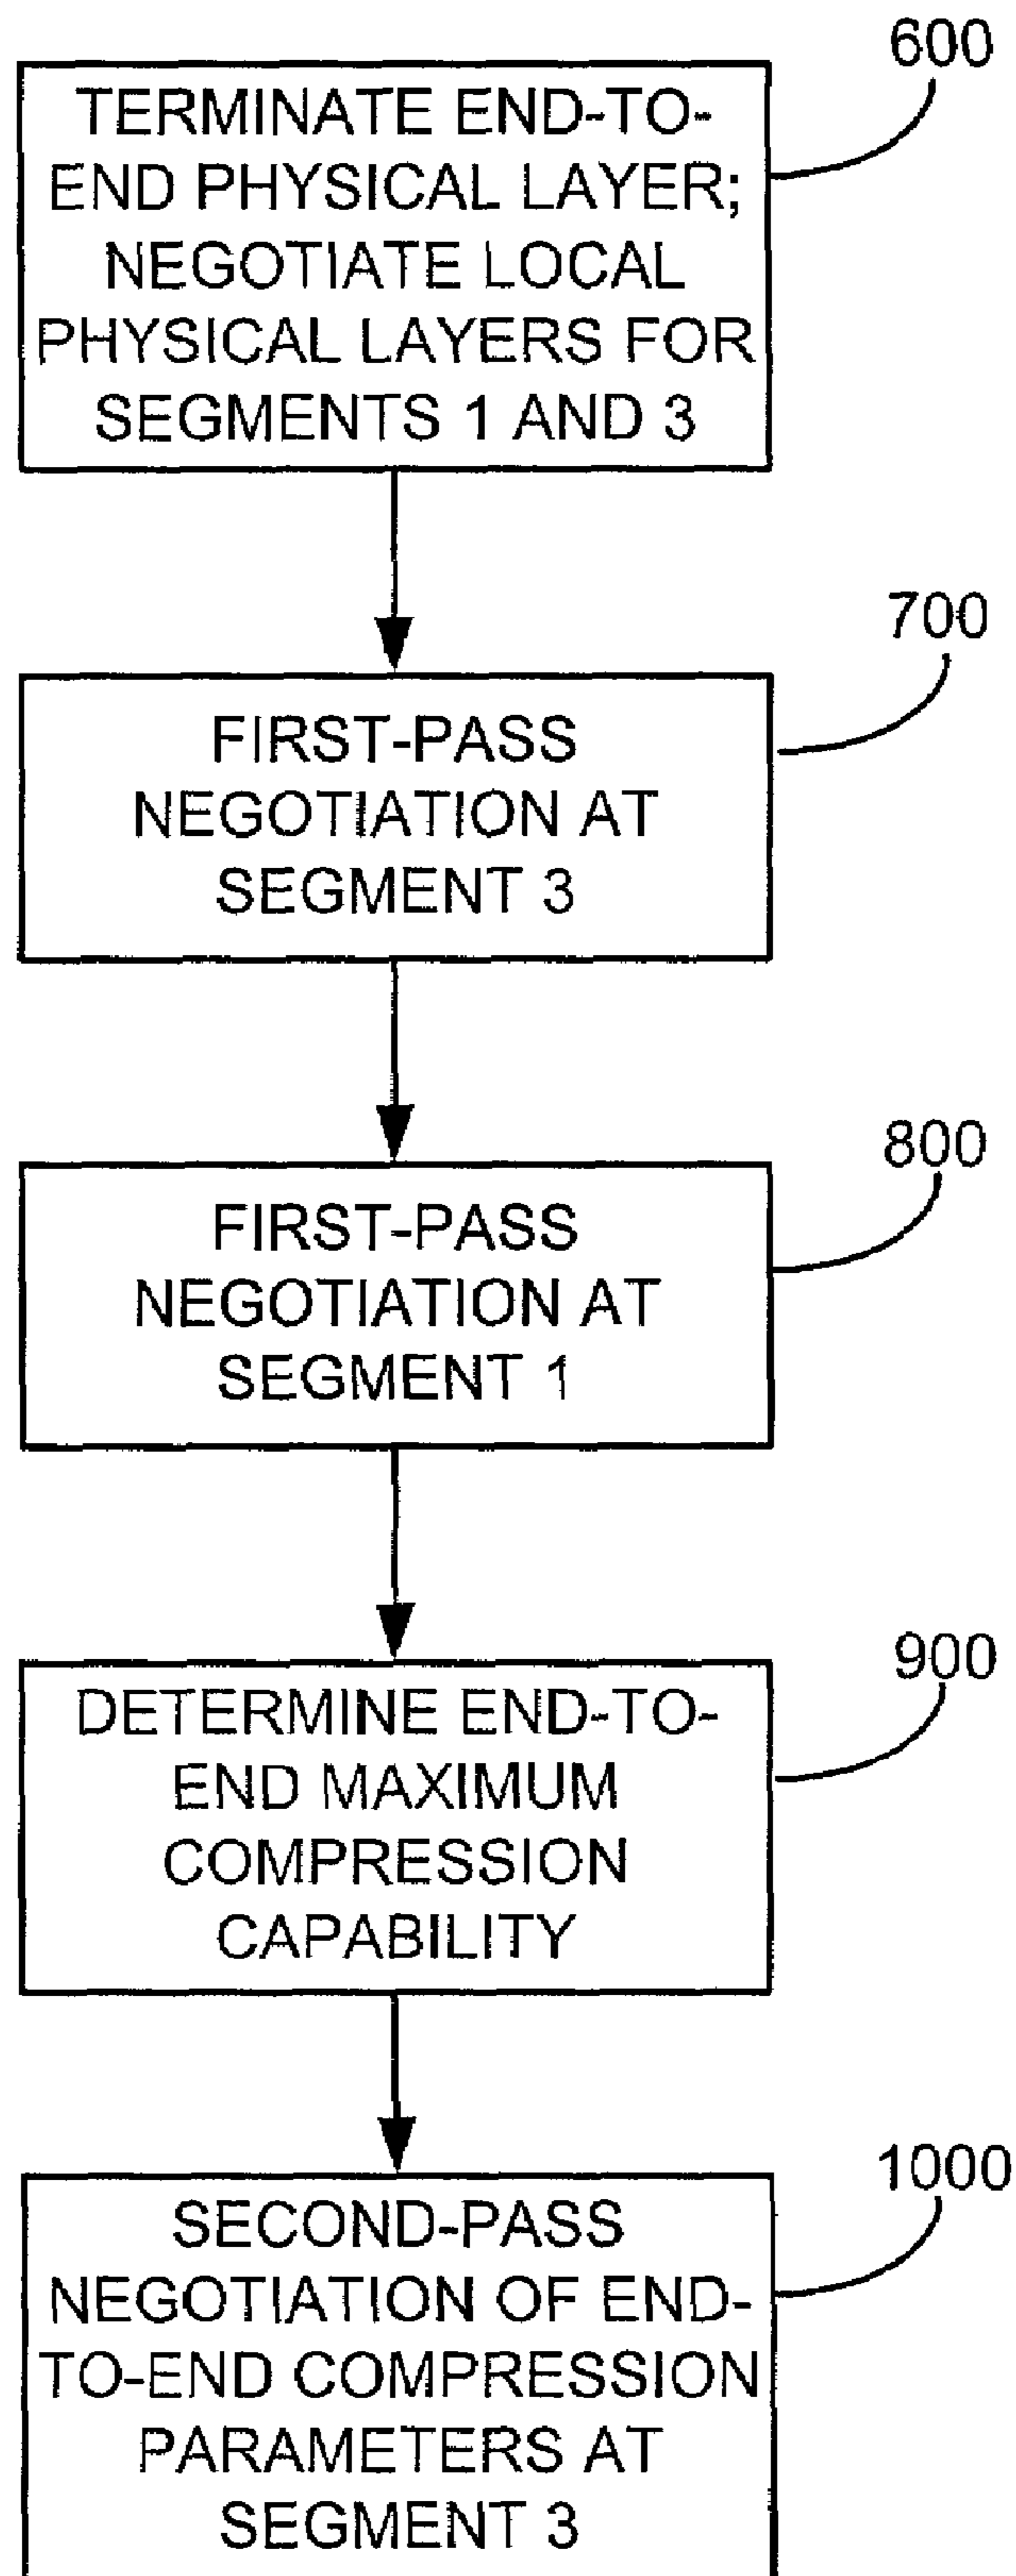 600
TERMINATE END-TO-
END PHYSICAL LAYER;
NEGOTIATE LOCAL
PHYSICAL LAYERS FOR
SEGMENTS 1 AND 3
700
FIRST-PASS
NEGOTIATION AT
SEGMENT 3
800
FIRST-PASS
NEGOTIATION AT
SEGMENT 1
900
DETERMINE END-TO-
END MAXIMUM
COMPRESSION
CAPABILITY
1000
SECOND-PASS
NEGOTIATION OF END-
TO-END COMPRESSION
PARAMETERS AT
SEGMENT 3